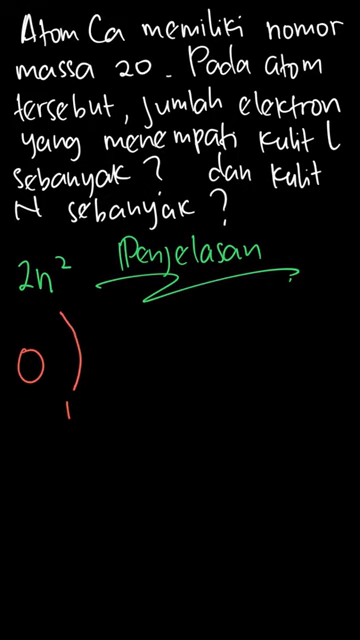 Atom Ca memiliki nomor
massa 20. Pada atom
tersebut, jumlah elektron
yang menempati kulit L
sebanyak ? dan kulit
N sebanyak ?
Penjelasan
2n²
1